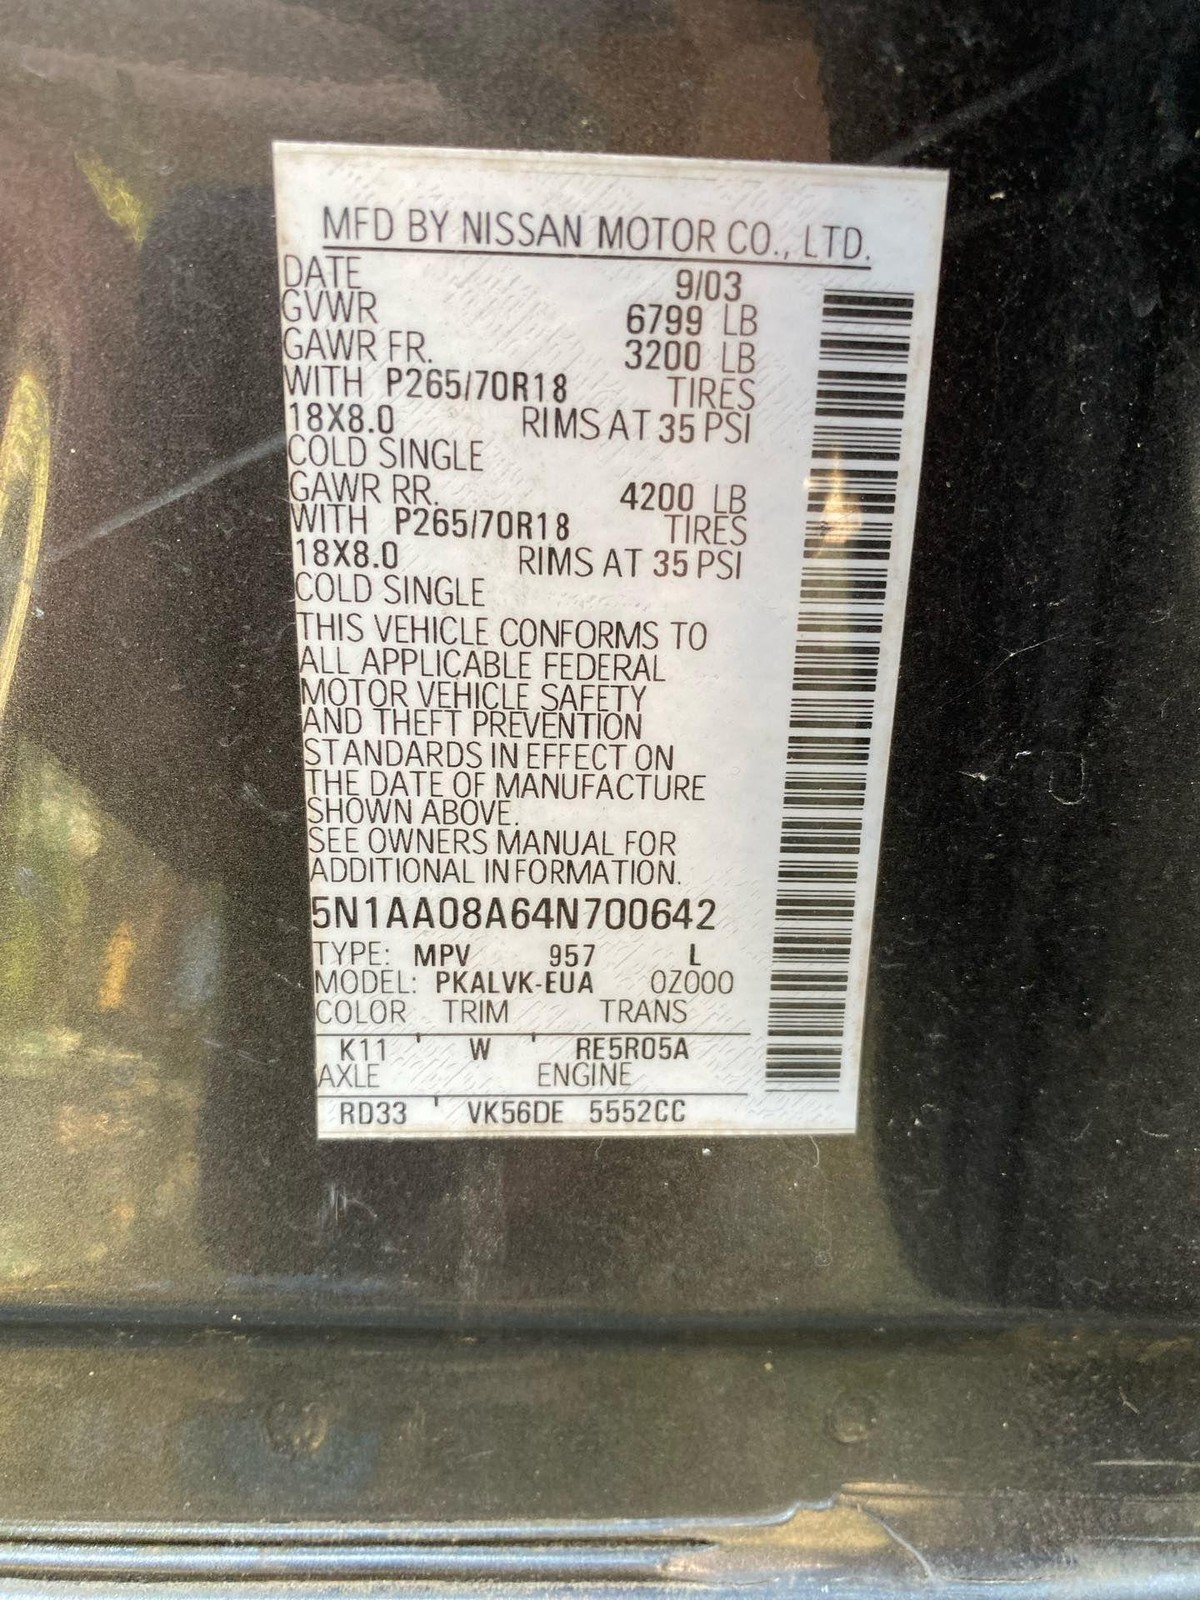 MFD BY NISSAN MOTOR CO., LTD.
DATE 9/03
GVWR 6799 LB
GAWR FR. 3200 LB
WITH P265/70R18 TIRES
18X8.0 RIMS AT 35 PSI
COLD SINGLE
GAWR RR. 4200 LB
WITH P265/70R18 TIRES
18X8.0 RIMS AT 35 PSI
COLD SINGLE
THIS VEHICLE CONFORMS TO
ALL APPLICABLE FEDERAL
MOTOR VEHICLE SAFETY
AND THEFT PREVENTION
STANDARDS IN EFFECT ON
THE DATE OF MANUFACTURE
SHOWN ABOVE.
SEE OWNERS MANUAL FOR
ADDITIONAL INFORMATION.
5N1AA08A64N700642
TYPE: MPV 957 L
MODEL: PKALVK-EUA 0Z000
COLOR TRIM TRANS
K11 W RE5R05A
AXLE ENGINE
RD33 VK56DE 5552CC